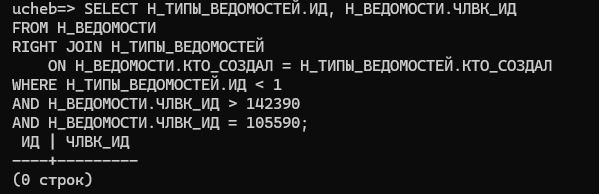 ucheb=> SELECT Н_ТИПЫ_ВЕДОМОСТЕЙ.ИД, Н_ВЕДОМОСТИ.ЧЛВК_ИД
FROM Н_ВЕДОМОСТИ
RIGHT JOIN Н_ТИПЫ_ВЕДОМОСТЕЙ
    ON Н_ВЕДОМОСТИ.КТО_СОЗДАЛ = Н_ТИПЫ_ВЕДОМОСТЕЙ.КТО_СОЗДАЛ
WHERE Н_ТИПЫ_ВЕДОМОСТЕЙ.ИД < 1
AND Н_ВЕДОМОСТИ.ЧЛВК_ИД > 142390
AND Н_ВЕДОМОСТИ.ЧЛВК_ИД = 105590;
 ИД | ЧЛВК_ИД
----+---------
(0 строк)